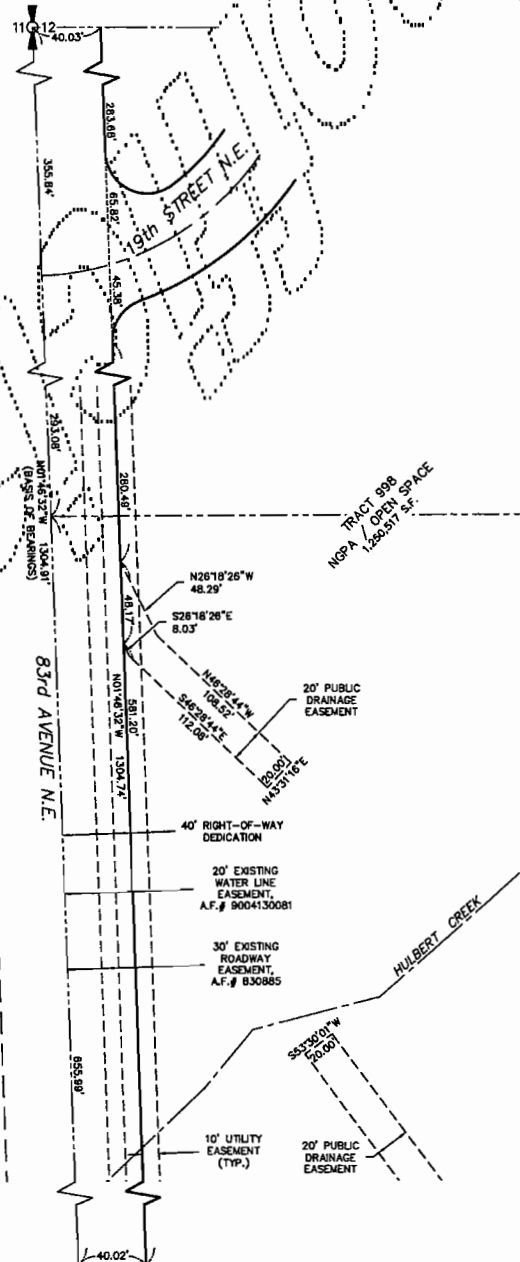 11 12
40.03'
283.68'
355.84'
65.82'
19th STREET N.E.
45.38'
293.08'
N01°46'32"W 1304.91'
(BASIS OF BEARINGS)
280.49'
TRACT 998
NGPA / OPEN SPACE
1,250,517 S.F.
N26°18'26"W
48.29'
48.17'
S26°18'26"E
8.03'
N46°28'44"W
108.52'
S46°28'44"E
112.08'
20' PUBLIC
DRAINAGE
EASEMENT
20.00'
N43°31'16"E
83rd AVENUE N.E.
581.20'
N01°46'32"W 1304.74'
40' RIGHT-OF-WAY
DEDICATION
20' EXISTING
WATER LINE
EASEMENT,
A.F.# 9004130081
30' EXISTING
ROADWAY
EASEMENT,
A.F.# 830885
HULBERT CREEK
S53°30'01"W
20.00'
655.99'
10' UTILITY
EASEMENT
(TYP.)
20' PUBLIC
DRAINAGE
EASEMENT
40.02'